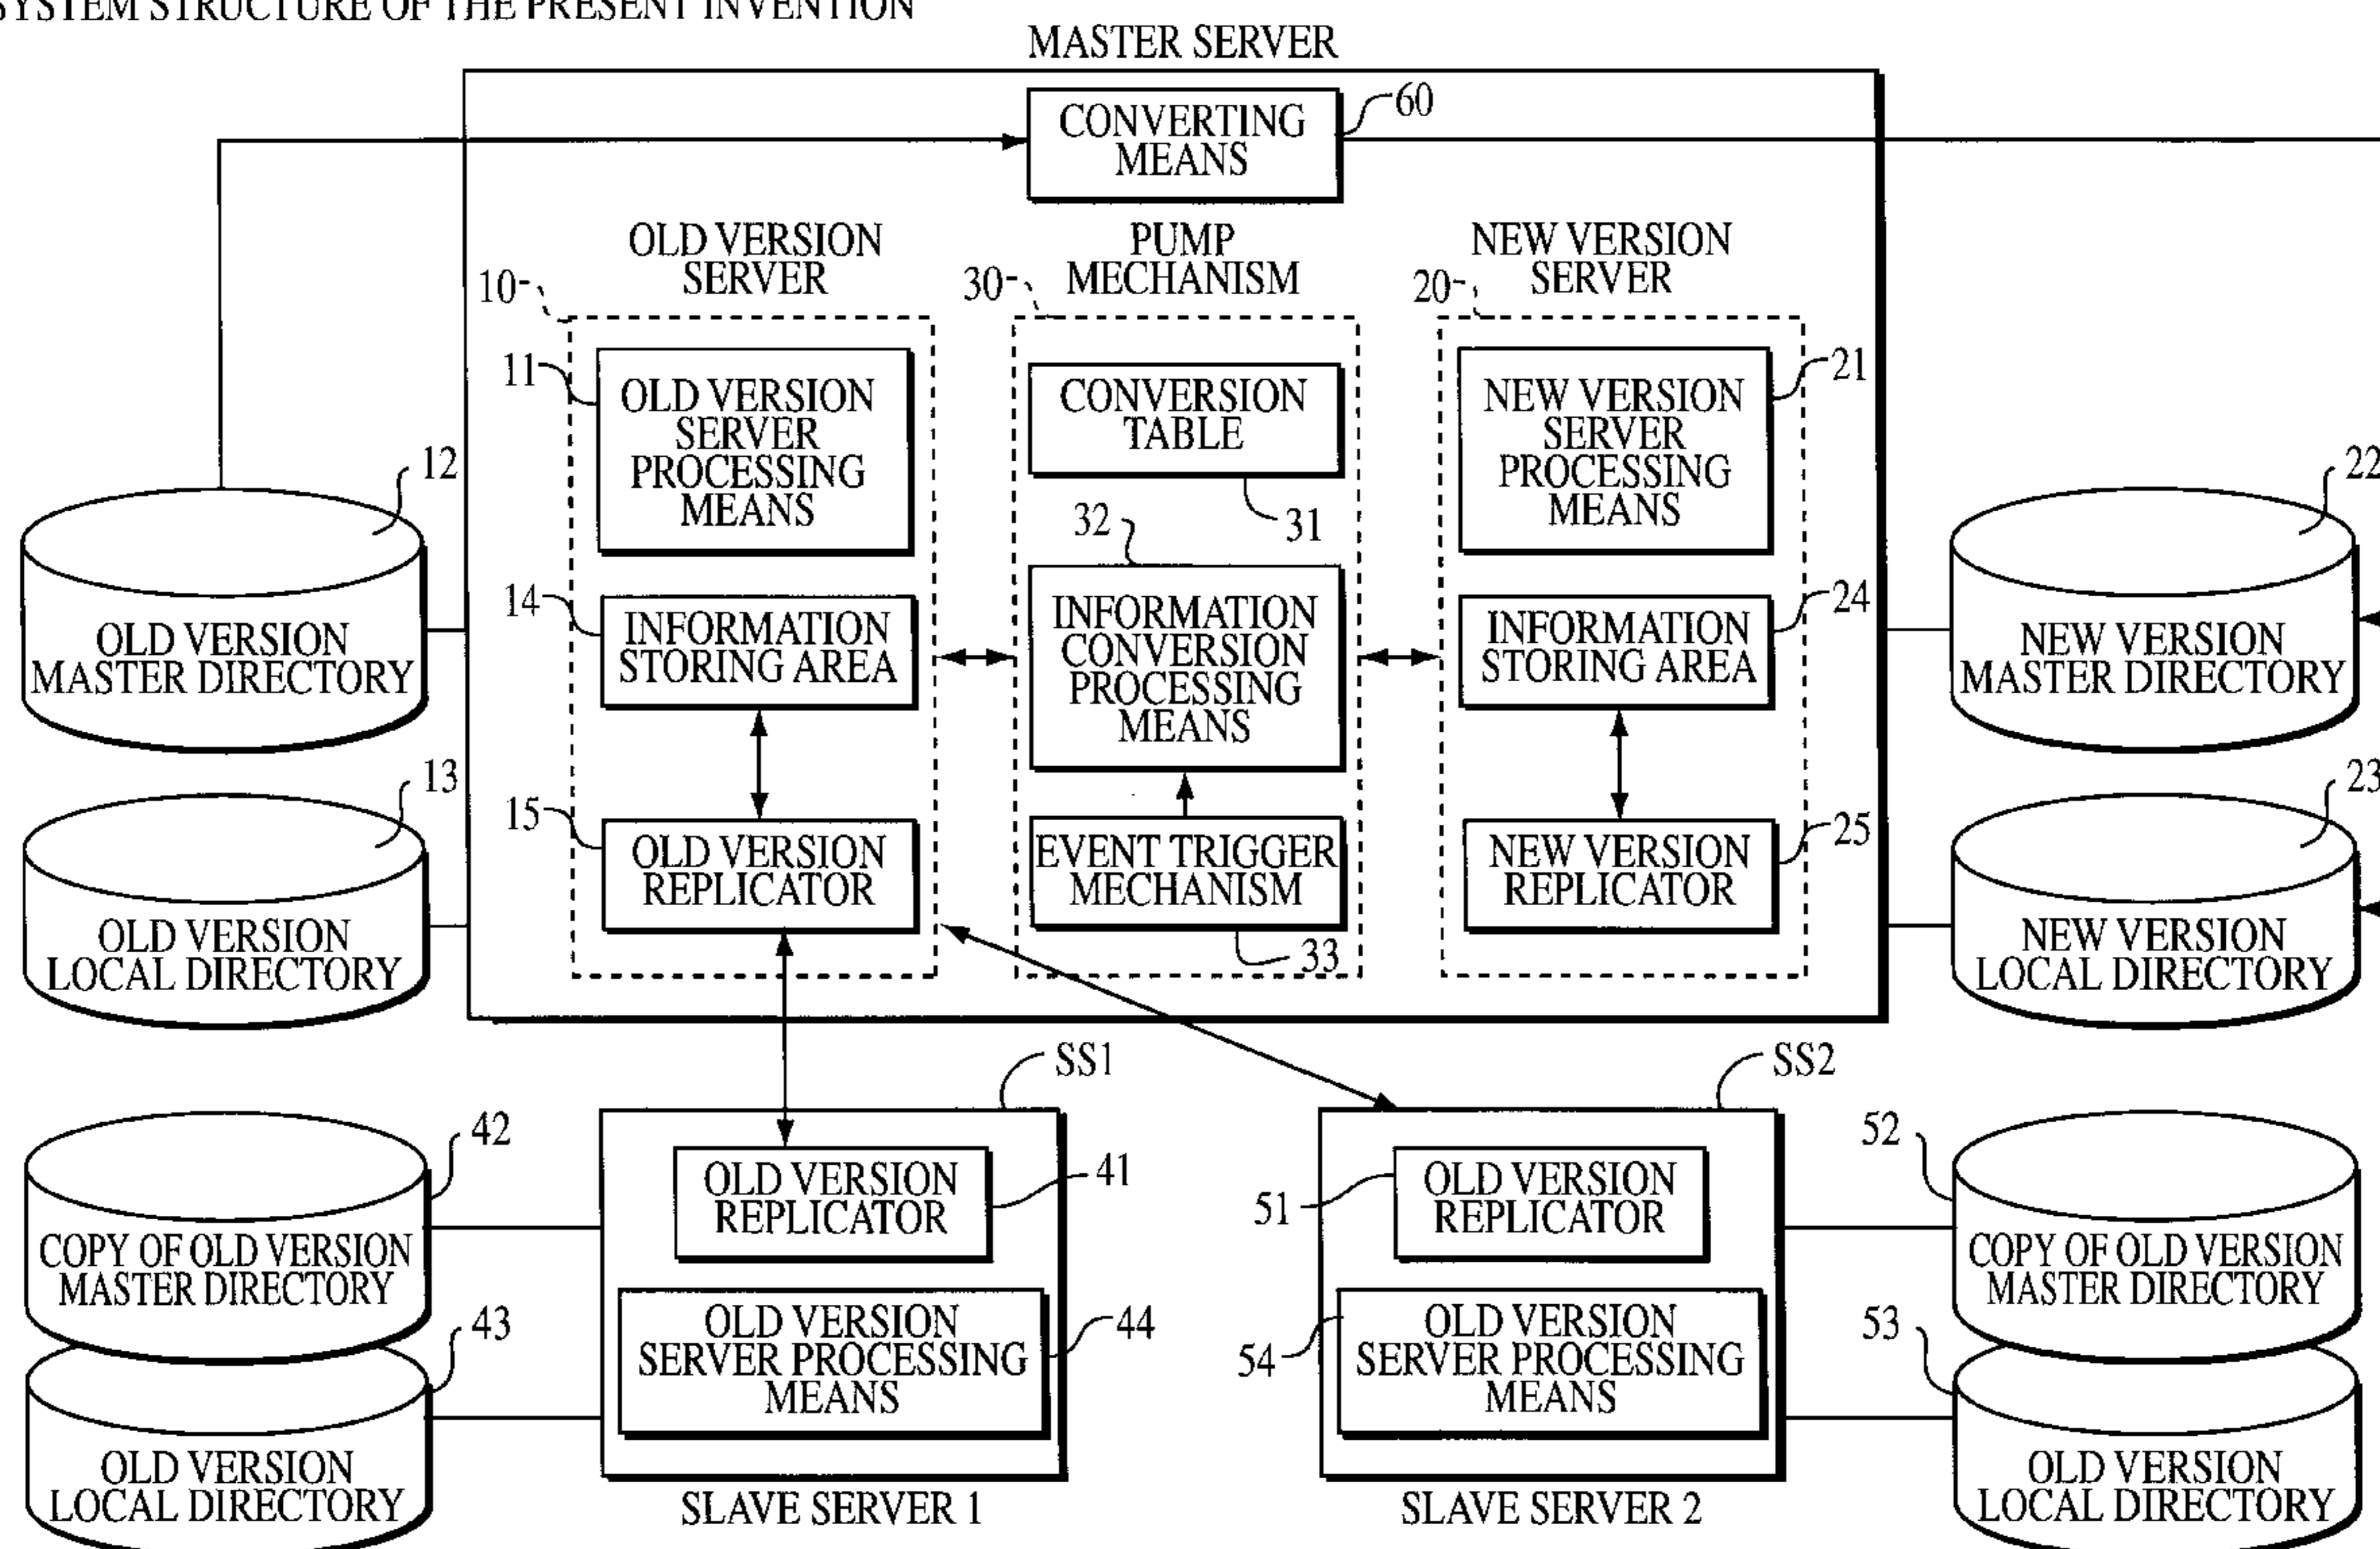 SYSTEM STRUCTURE OF THE PRESENT INVENTION
MASTER SERVER
CONVERTING
MEANS
60
OLD VERSION
SERVER
10
PUMP
MECHANISM
30
NEW VERSION
SERVER
20
11
OLD VERSION
SERVER
PROCESSING
MEANS
CONVERSION
TABLE
31
NEW VERSION
SERVER
PROCESSING
MEANS
21
12
OLD VERSION
MASTER DIRECTORY
14
INFORMATION
STORING AREA
32
INFORMATION
CONVERSION
PROCESSING
MEANS
INFORMATION
STORING AREA
24
22
NEW VERSION
MASTER DIRECTORY
13
OLD VERSION
LOCAL DIRECTORY
15
OLD VERSION
REPLICATOR
EVENT TRIGGER
MECHANISM
33
NEW VERSION
REPLICATOR
25
23
NEW VERSION
LOCAL DIRECTORY
SS1
SS2
42
COPY OF OLD VERSION
MASTER DIRECTORY
OLD VERSION
REPLICATOR
41
51
OLD VERSION
REPLICATOR
52
COPY OF OLD VERSION
MASTER DIRECTORY
43
OLD VERSION
LOCAL DIRECTORY
OLD VERSION
SERVER PROCESSING
MEANS
44
54
OLD VERSION
SERVER PROCESSING
MEANS
53
OLD VERSION
LOCAL DIRECTORY
SLAVE SERVER 1
SLAVE SERVER 2